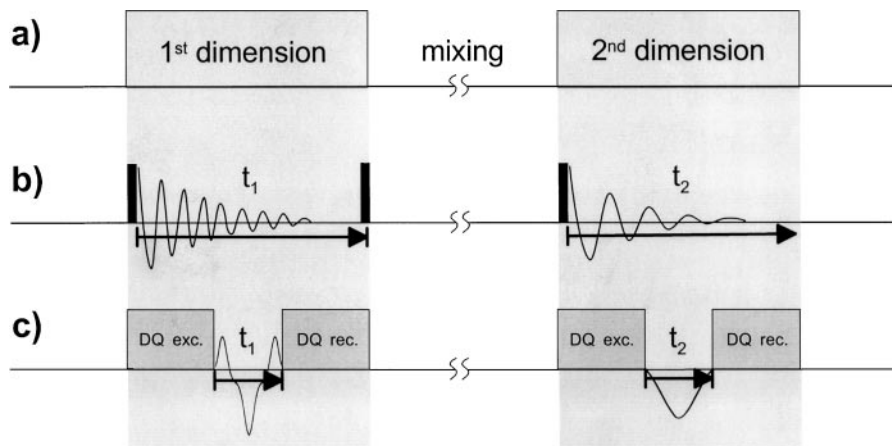 a)
1st dimension
mixing
2nd dimension
b)
t1
t2
c)
DQ exc.
t1
DQ rec.
DQ exc.
t2
DQ rec.